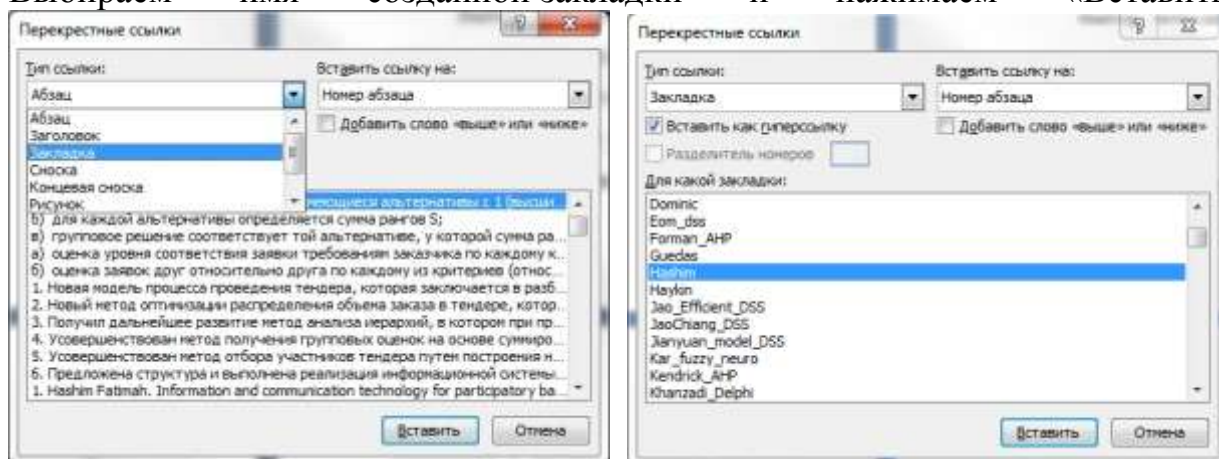 Выбираем имя созданной закладки и нажимаем «Вставить
Перекрестные ссылки
Тип ссылки:
Вставить ссылку на:
Абзац
Номер абзаца
Абзац
Добавить слово «выше» или «ниже»
Заголовок
Закладка
Сноска
Концевая сноска
Рисунок
имеющиеся альтернативы с 1 (высши
б) для каждой альтернативы определяется сумма рангов S;
в) групповое решение соответствует той альтернативе, у которой сумма ра...
а) оценка уровня соответствия заявки требованиям заказчика по каждому к...
б) оценка заявок друг относительно друга по каждому из критериев (относ...
1. Новая модель процесса проведения тендера, которая заключается в разб...
2. Новый метод оптимизации распределения объема заказа в тендере, котор...
3. Получил дальнейшее развитие метод анализа иерархий, в котором при пр...
4. Усовершенствован метод получения групповых оценок на основе суммиро...
5. Усовершенствован метод отбора участников тендера путем построения н...
6. Предложена структура и выполнена реализация информационной системы...
1. Hashim Fatimah. Information and communication technology for participatory ba...
Вставить
Отмена
Перекрестные ссылки
Тип ссылки:
Вставить ссылку на:
Закладка
Номер абзаца
Вставить как гиперссылку
Добавить слово «выше» или «ниже»
Разделитель номеров
Для какой закладки:
Dominic
Eom_dss
Forman_AHP
Guedas
Hashim
Haylon
Jao_Efficient_DSS
JaoChiang_DSS
Jianyuan_model_DSS
Kar_fuzzy_neuro
Kendrick_AHP
Khanzadi_Delphi
Вставить
Отмена